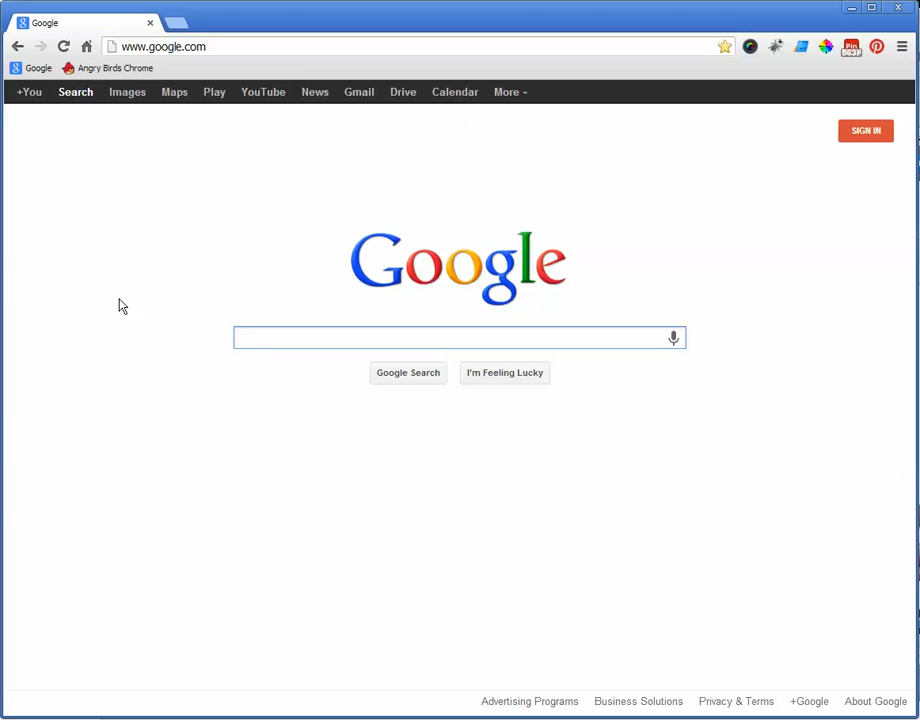 Google
www.google.com
Google Angry Birds Chrome
+You Search Images Maps Play YouTube News Gmail Drive Calendar More
SIGN IN
Google
Google Search I'm Feeling Lucky
Advertising Programs Business Solutions Privacy & Terms +Google About Google